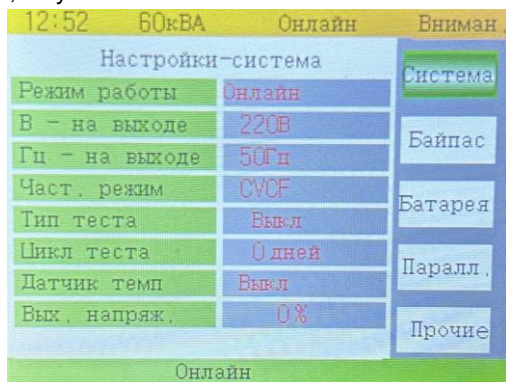 12:52 60кВА Онлайн Вниман.
Настройки-система
Система
Режим работы Онлайн
В - на выходе 220В
Байпас
Гц - на выходе 50Гц
Част. режим CVCF
Батарея
Тип теста Выкл
Цикл теста 0 дней
Паралл.
Датчик темп Выкл
Вых. напряж. 0%
Прочие
Онлайн